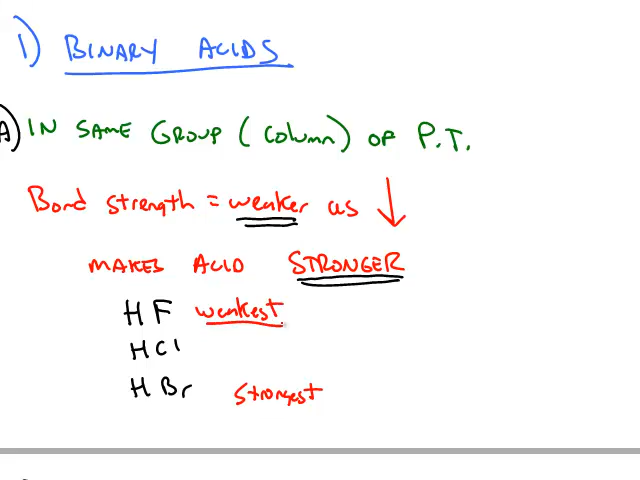 1) BINARY ACIDS
A) IN SAME GROUP (COLUMN) OF P.T.
Bond strength = weaker as ↓
MAKES ACID STRONGER
HF weakest
HCl
HBr strongest